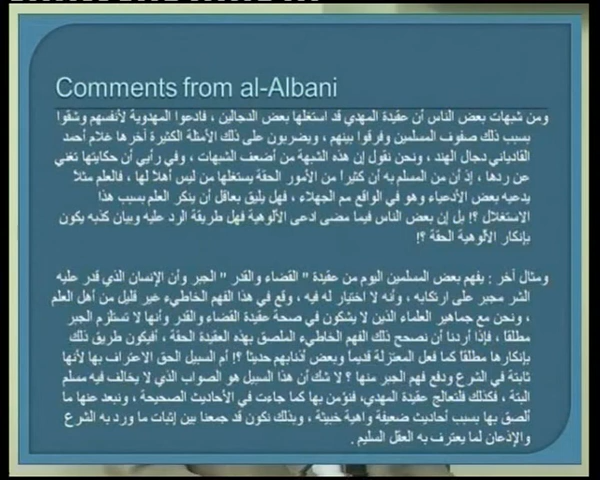 Comments from al-Albani
ومن شبهات بعض الناس أن عقيدة المهدي قد استغلها بعض الدجالين ، فادعوا المهدوية لأنفسهم وشقوا
بسبب ذلك صفوف المسلمين وفرقوا بينهم ، ويضربون على ذلك الأمثلة الكثيرة آخرها غلام أحمد
القادياني دجال الهند ، ونحن نقول إن هذه الشبهة من أضعف الشبهات ، وفي رأيي أن حكايتها تغني
عن ردها ، إذ أن من المسلم به أن كثيرا من الأمور الحقة يستغلها من ليس أهلا لها ، فالعلم مثلا
يدعيه بعض الأدعياء وهو في الواقع مع الجهلاء ، فهل يليق بعاقل أن ينكر العلم بسبب هذا
الاستغلال ؟! بل إن بعض الناس فيما مضى ادعى الألوهية فهل طريقة الرد عليه وبيان كذبه يكون
بإنكار الألوهية الحقة ؟!
ومثال آخر : يفهم بعض المسلمين اليوم من عقيدة " القضاء والقدر " الجبر وأن الإنسان الذي قدر عليه
الشر مجبر على ارتكابه ، وأنه لا اختيار له فيه ، وقع في هذا الفهم الخاطيء غير قليل من أهل العلم
، ونحن مع جماهير العلماء الذين لا يشكون في صحة عقيدة القضاء والقدر وأنها لا تستلزم الجبر
مطلقا ، فإذا أردنا أن نصحح ذلك الفهم الخاطيء الملصق بهذه العقيدة الحقة ، أفيكون طريق ذلك
بإنكارها مطلقا كما فعل المعتزلة قديما وبعض أذنابهم حديثا ؟! أم السبيل الحق الاعتراف بها لأنها
ثابتة في الشرع ودفع فهم الجبر منها ؟ لا شك أن هذا السبيل هو الصواب الذي لا يخالف فيه مسلم
البتة ، فكذلك فلتعالج عقيدة المهدي، فنؤمن بها كما جاءت في الأحاديث الصحيحة ، ونبعد عنها ما
ألصق بها بسبب أحاديث ضعيفة واهية خبيثة ، وبذلك نكون قد جمعنا بين إثبات ما ورد به الشرع
والإذعان لما يعترف به العقل السليم .